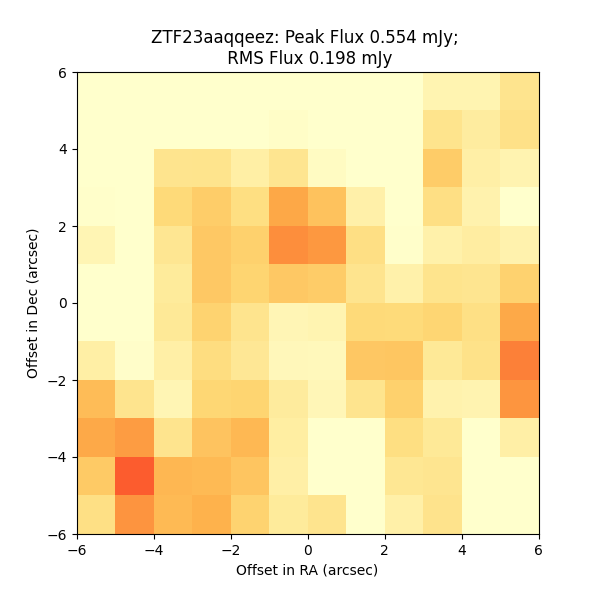 ZTF23aaqqeez: Peak Flux 0.554 mJy;
RMS Flux 0.198 mJy
6
4
2
0
−2
−4
−6
Offset in Dec (arcsec)
−6 −4 −2 0 2 4 6
Offset in RA (arcsec)